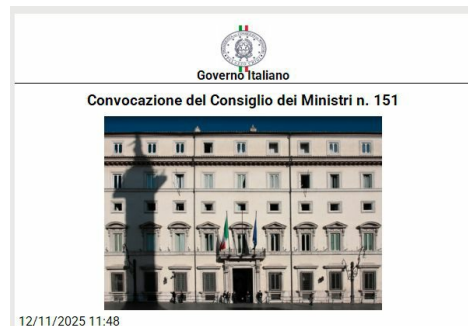 Governo Italiano
Convocazione del Consiglio dei Ministri n. 151
12/11/2025 11:48